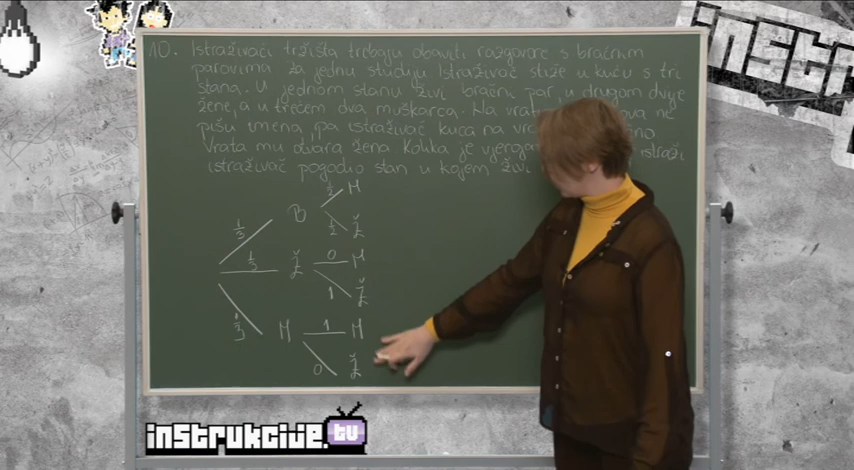 10. Istraživači tržišta trebaju obaviti razgovore s bračnim
parovima za jednu studiju Istraživač stiže u kuću s tri
stana. U jednom stanu živi bračni par, u drugom dvije
žene, a u trećem dva muškarca. Na ne
pišu imena, pa istraživač kuca na
vrata mu otvara žena Kolika je
istraživač pogodio stan u kojem živi
1/2 M
1/3 B
1/2 Ž
0 M
1/3 Ž
1 Ž
1/3 M 1 M
0 Ž
instrukcije.tv